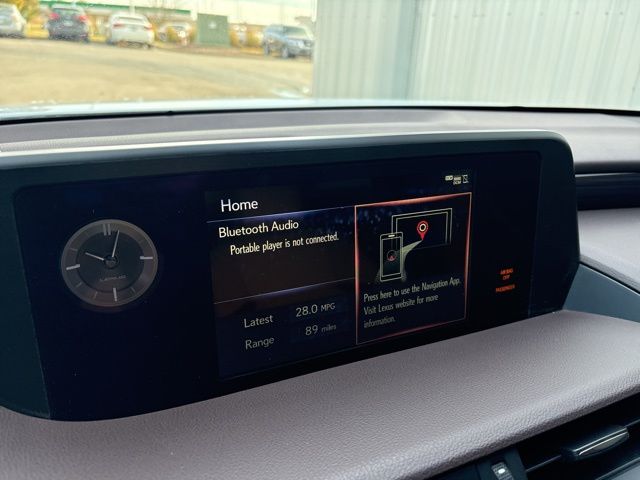 Home
DCM
Bluetooth Audio
Portable player is not connected.
Press here to use the Navigation App.
Visit Lexus website for more
information.
Latest 28.0 MPG
Range 89 miles
AIRBAG
OFF
PASSENGER